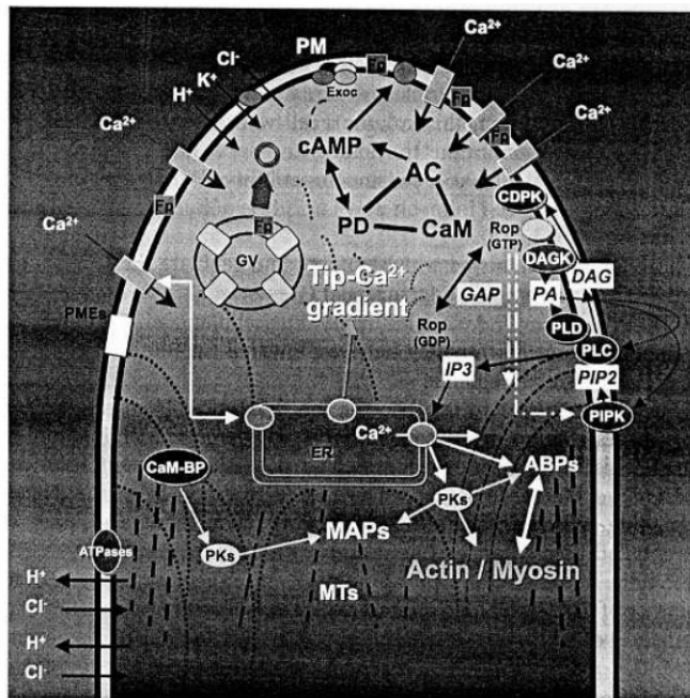 PM
Cl⁻
K⁺
H⁺
Ca²⁺
Fp
Ca²⁺
Exoc
Fp
Ca²⁺
Fp
Ca²⁺
Ca²⁺
cAMP
AC
PD
CaM
CDPK
Rop
(GTP)
DAGK
DAG
PA
GAP
PLD
PLC
Rop
(GDP)
IP3
PIP2
PIPK
Fp
Fp
GV
Ca²⁺
PMEs
Tip-Ca²⁺
gradient
Ca²⁺
ER
CaM-BP
ABPs
PKs
PKs
MAPs
Actin / Myosin
MTs
ATPases
H⁺
Cl⁻
H⁺
Cl⁻